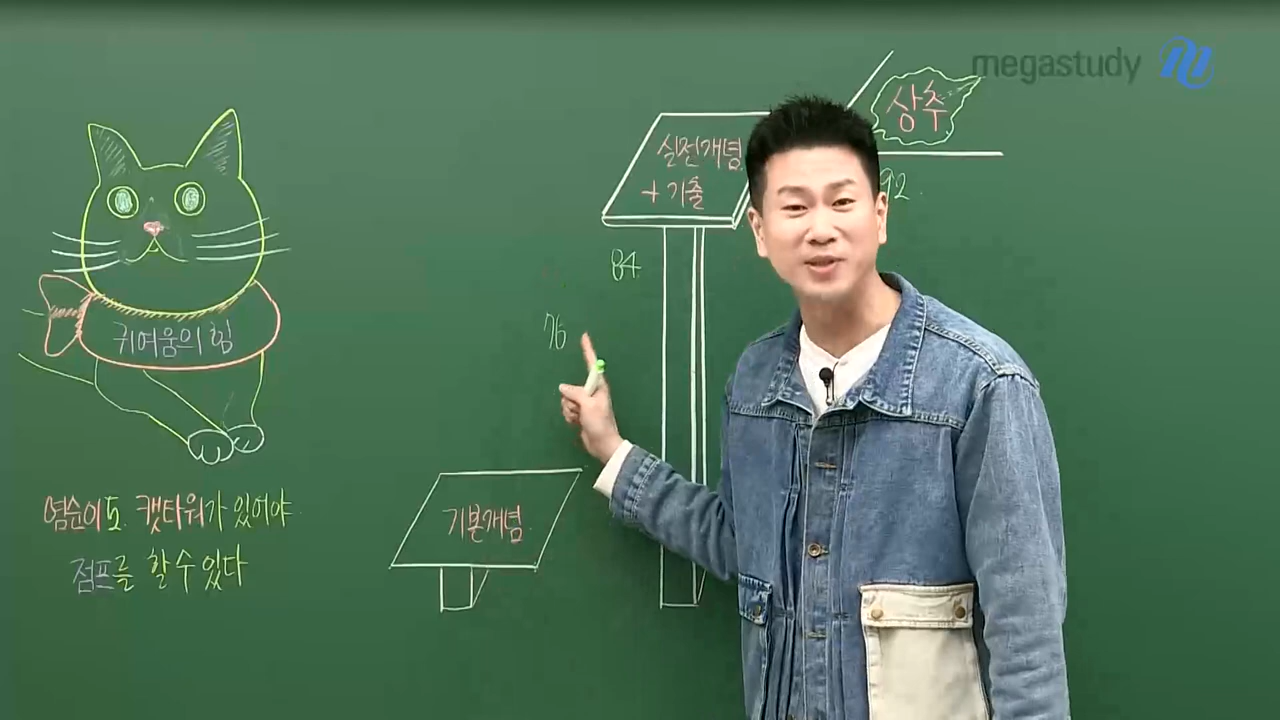 megastudy
상추
92
실전개념
+ 기출
84
76
귀여움의 힘
기본개념
염순이도 캣타워가 있어야
점프를 할 수 있다